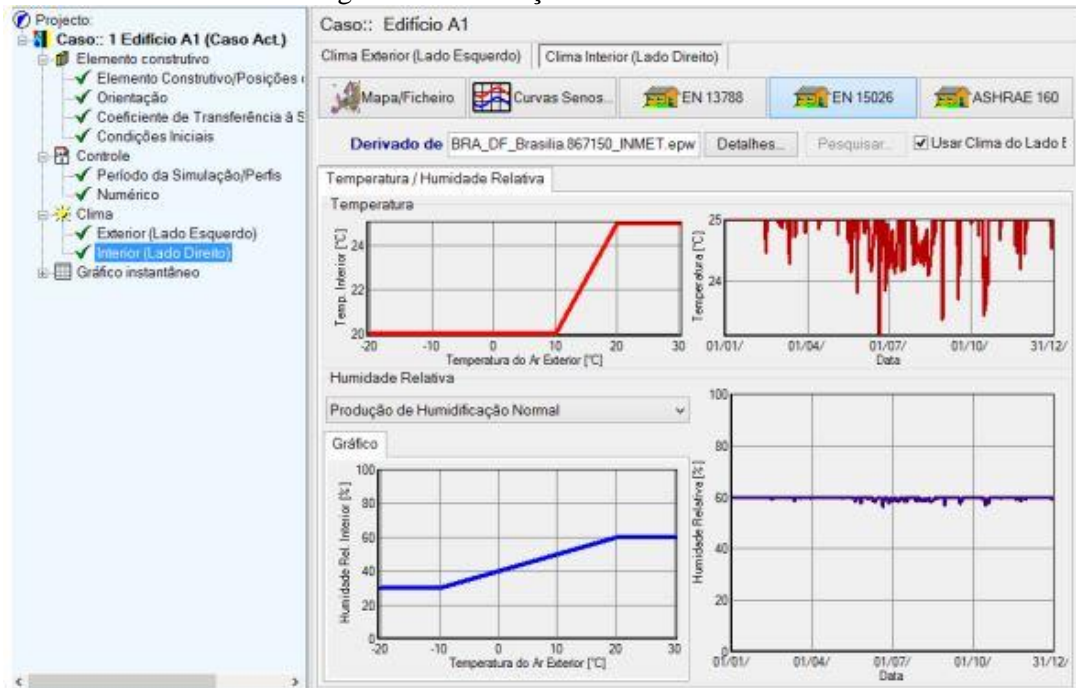 Projecto:
Caso:: 1 Edifício A1 (Caso Act.)
Elemento construtivo
Elemento Construtivo/Posições
Orientação
Coeficiente de Transferência à S
Condições Iniciais
Controle
Período da Simulação/Perfis
Numérico
Clima
Exterior (Lado Esquerdo)
Interior (Lado Direito)
Gráfico instantâneo
Caso:: Edifício A1
Clima Exterior (Lado Esquerdo) Clima Interior (Lado Direito)
Mapa/Ficheiro Curvas Senos... EN 13788 EN 15026 ASHRAE 160
Derivado de BRA_DF_Brasilia.867150_INMET.epw Detalhes... Pesquisar... Usar Clima do Lado E
Temperatura / Humidade Relativa
Temperatura
Temp. Interior [°C]
24
22
20
-20 -10 0 10 20 30
Temperatura do Ar Exterior [°C]
Temperatura [°C]
25
24
01/01/ 01/04/ 01/07/ 01/10/ 31/12/
Data
Humidade Relativa
Produção de Humidificação Normal
Gráfico
Humidade Rel. Interior [%]
100
80
60
40
20
0
-20 -10 0 10 20 30
Temperatura do Ar Exterior [°C]
Humidade Relativa [%]
100
80
60
40
20
0
01/01/ 01/04/ 01/07/ 01/10/ 31/12/
Data